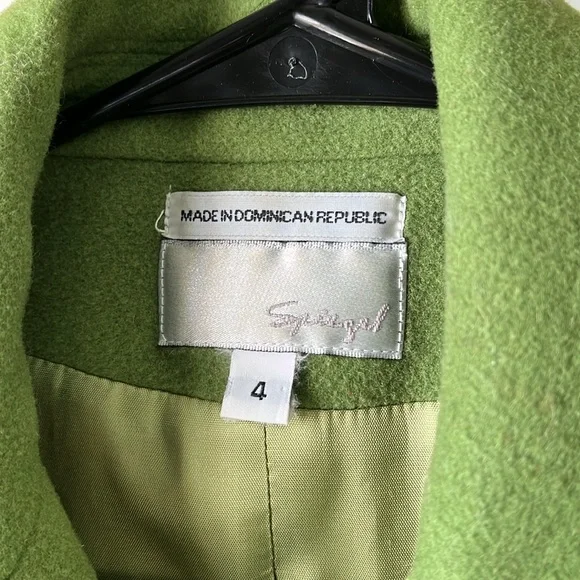 MADE IN DOMINICAN REPUBLIC
Spiegel
4